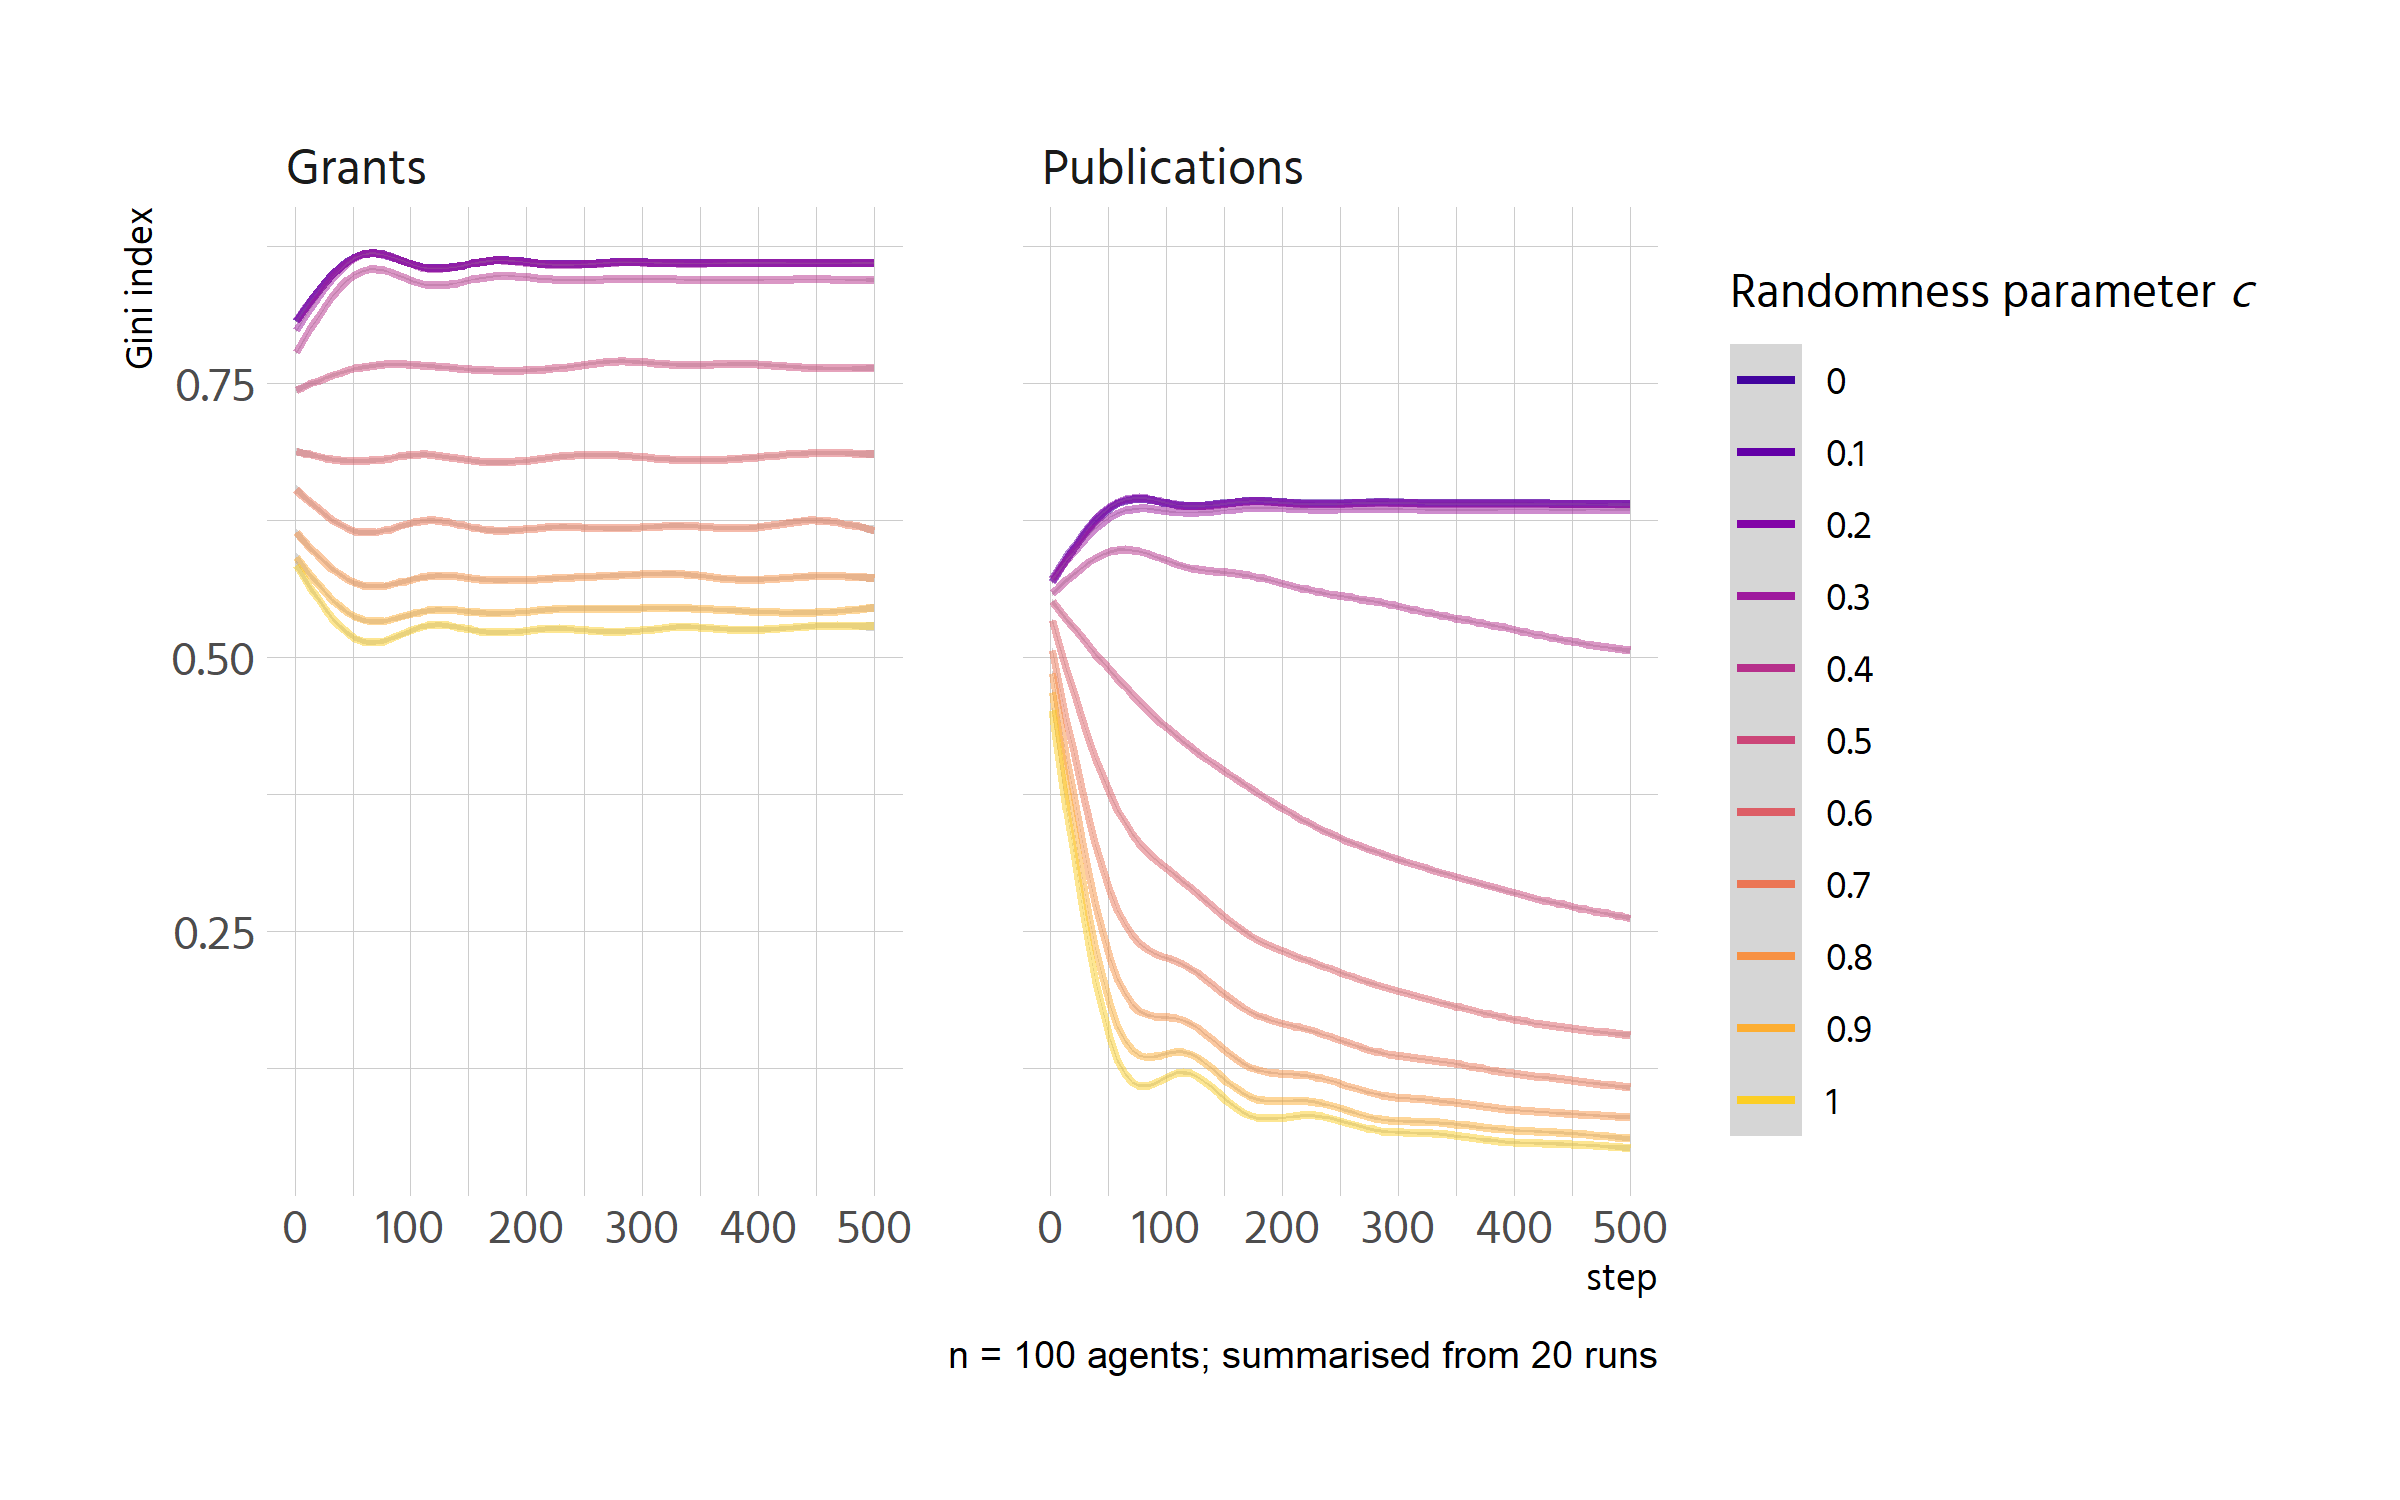 Grants
Publications
Gini index
0.75
0.50
0.25
0 100 200 300 400 500
0 100 200 300 400 500
step
Randomness parameter c
0
0.1
0.2
0.3
0.4
0.5
0.6
0.7
0.8
0.9
1
n = 100 agents; summarised from 20 runs